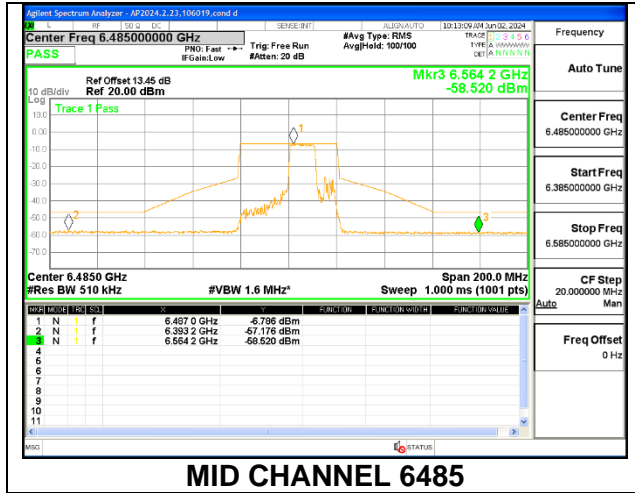 Agilent Spectrum Analyzer - AP2024.2.23,106019,cond d
L RF 50 Ω DC SENSE:INT ALIGN AUTO 10:13:09 AM Jun 02, 2024
Center Freq 6.485000000 GHz #Avg Type: RMS TRACE 1 2 3 4 5 6
PASS PNO: Fast Trig: Free Run Avg|Hold: 100/100 TYPE A WWWWW
IFGain:Low #Atten: 20 dB DET A N N N N N
Ref Offset 13.45 dB Mkr3 6.564 2 GHz
10 dB/div Ref 20.00 dBm -58.520 dBm
Log
Trace 1 Pass
10.0
0.00
-10.0
-20.0
-30.0
-40.0
-50.0
-60.0
-70.0
1
2
3
Center 6.4850 GHz Span 200.0 MHz
#Res BW 510 kHz #VBW 1.6 MHz* Sweep 1.000 ms (1001 pts)
MKR MODE TRC SCL X Y FUNCTION FUNCTION WIDTH FUNCTION VALUE
1 N 1 f 6.487 0 GHz -6.786 dBm
2 N 1 f 6.393 2 GHz -57.176 dBm
3 N 1 f 6.564 2 GHz -58.520 dBm
4
5
6
7
8
9
10
11
MSG STATUS
Frequency
Auto Tune
Center Freq
6.485000000 GHz
Start Freq
6.385000000 GHz
Stop Freq
6.585000000 GHz
CF Step
20.000000 MHz
Auto Man
Freq Offset
0 Hz
MID CHANNEL 6485